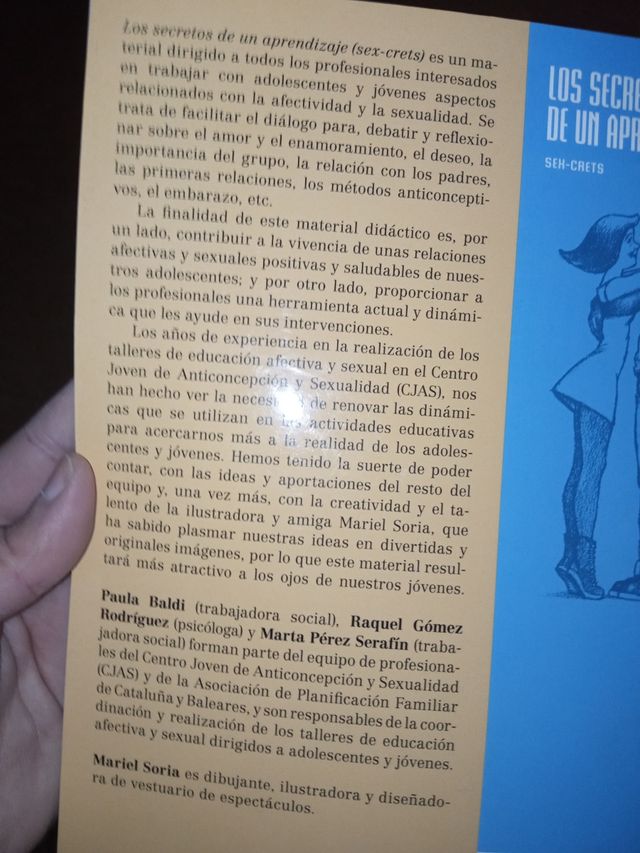 Los secretos de un aprendizaje (sex-crets) es un ma-
terial dirigido a todos los profesionales interesados
en trabajar con adolescentes y jóvenes aspectos
relacionados con la afectividad y la sexualidad. Se
trata de facilitar el diálogo para, debatir y reflexio-
nar sobre el amor y el enamoramiento, el deseo, la
importancia del grupo, la relación con los padres,
las primeras relaciones, los métodos anticoncepti-
vos, el embarazo, etc.
La finalidad de este material didáctico es, por
un lado, contribuir a la vivencia de unas relaciones
afectivas y sexuales positivas y saludables de nues-
tros adolescentes; y por otro lado, proporcionar a
los profesionales una herramienta actual y dinámi-
ca que les ayude en sus intervenciones.
Los años de experiencia en la realización de los
talleres de educación afectiva y sexual en el Centro
Joven de Anticoncepción y Sexualidad (CJAS), nos
han hecho ver la de renovar las dinámi-
cas que se utilizan en las actividades educativas
para acercarnos más a la realidad de los adoles-
centes y jóvenes. Hemos tenido la suerte de poder
contar, con las ideas y aportaciones del resto del
equipo y, una vez más, con la creatividad y el ta-
lento de la ilustradora y amiga Mariel Soria, que
ha sabido plasmar nuestras ideas en divertidas y
originales imágenes, por lo que este material resul-
tará más atractivo a los ojos de nuestros jóvenes.
Paula Baldi (trabajadora social), Raquel Gómez
Rodríguez (psicóloga) y Marta Pérez Serafín (traba-
jadora social) forman parte del equipo de profesiona-
les del Centro Joven de Anticoncepción y Sexualidad
(CJAS) y de la Asociación de Planificación Familiar
de Cataluña y Baleares, y son responsables de la coor-
dinación y realización de los talleres de educación
afectiva y sexual dirigidos a adolescentes y jóvenes.
Mariel Soria es dibujante, ilustradora y diseñado-
ra de vestuario de espectáculos.
LOS SECRE
DE UN APR
SEX-CRETS